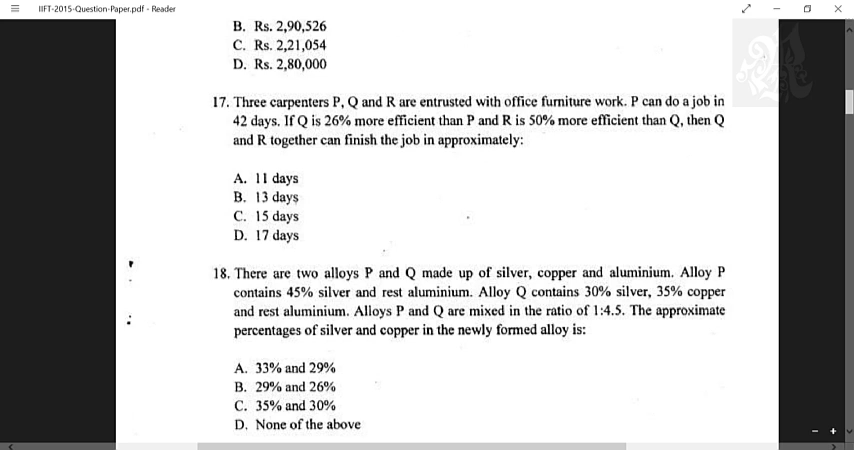 IIFT-2015-Question-Paper.pdf - Reader
B. Rs. 2,90,526
C. Rs. 2,21,054
D. Rs. 2,80,000
17. Three carpenters P, Q and R are entrusted with office furniture work. P can do a job in
42 days. If Q is 26% more efficient than P and R is 50% more efficient than Q, then Q
and R together can finish the job in approximately:
A. 11 days
B. 13 days
C. 15 days
D. 17 days
18. There are two alloys P and Q made up of silver, copper and aluminium. Alloy P
contains 45% silver and rest aluminium. Alloy Q contains 30% silver, 35% copper
and rest aluminium. Alloys P and Q are mixed in the ratio of 1:4.5. The approximate
percentages of silver and copper in the newly formed alloy is:
A. 33% and 29%
B. 29% and 26%
C. 35% and 30%
D. None of the above